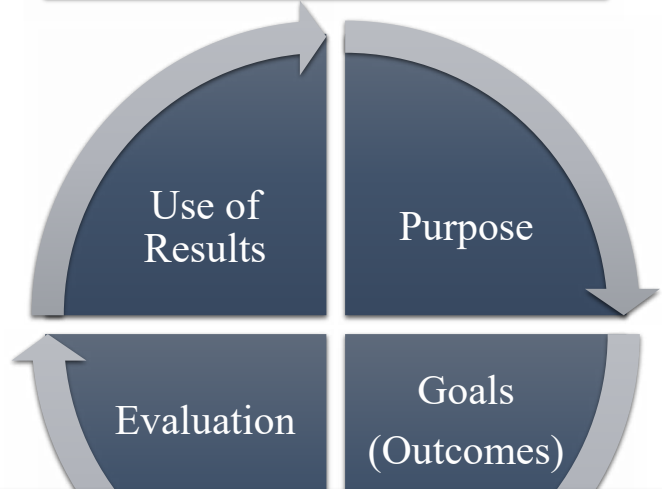 Use of
Results
Purpose
Evaluation
Goals
(Outcomes)